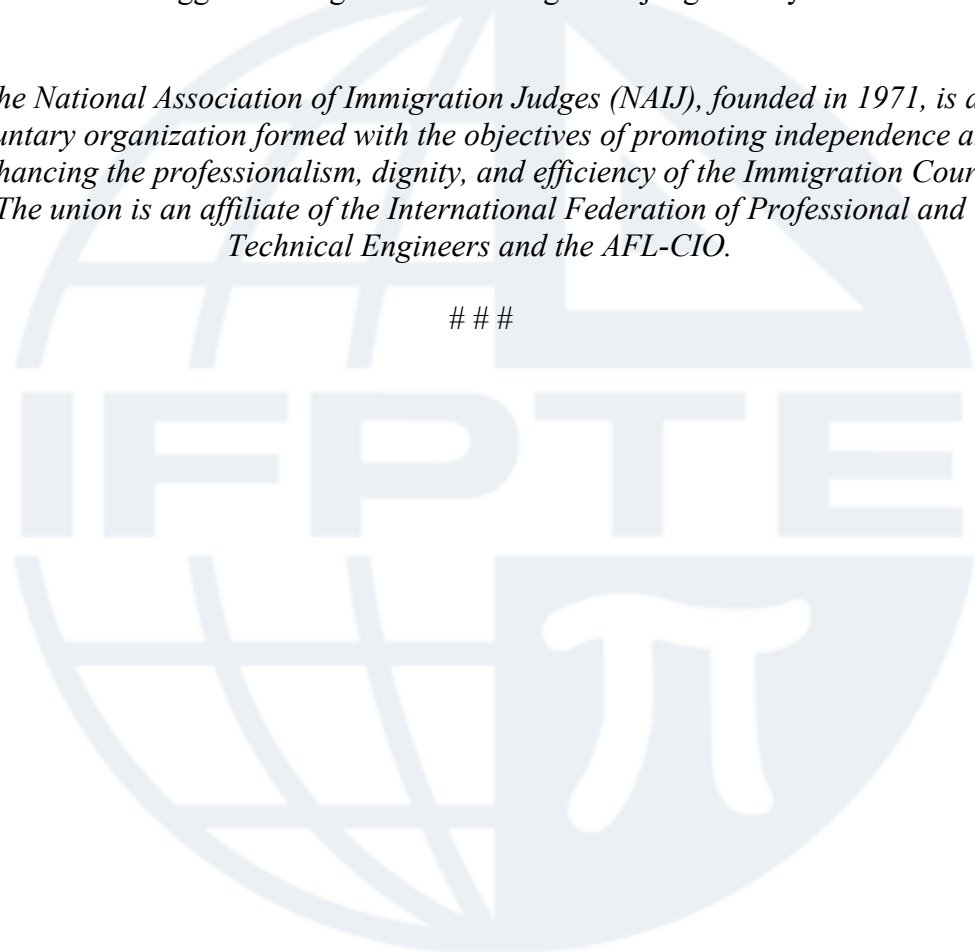 he National Association of Immigration Judges (NAIJ), founded in 1971, is a
untary organization formed with the objectives of promoting independence a
hancing the professionalism, dignity, and efficiency of the Immigration Cour
The union is an affiliate of the International Federation of Professional and
Technical Engineers and the AFL-CIO.
# # #
IFPTE
π